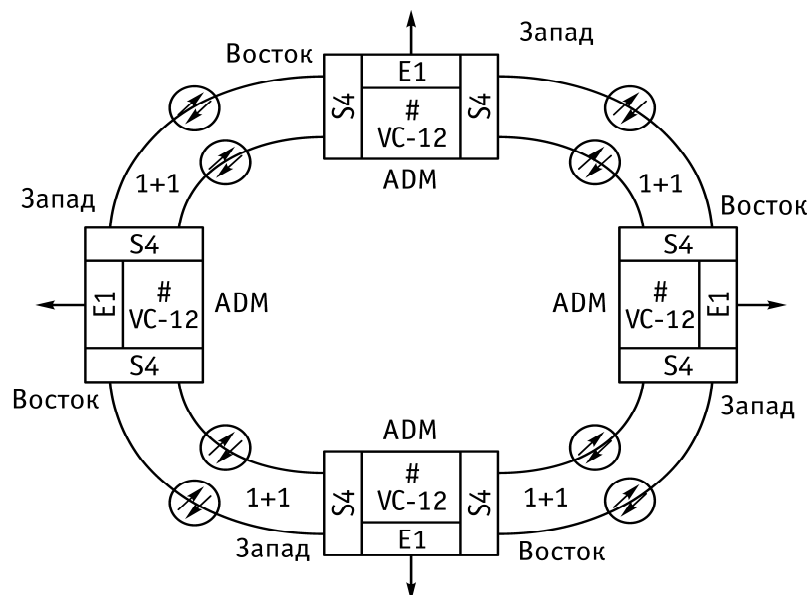 Запад
Восток
E1
S4
#
S4
VC-12
ADM
1+1
1+1
Запад
Восток
S4
S4
E1
#
VC-12
ADM
ADM
#
VC-12
E1
S4
S4
Восток
Запад
ADM
#
VC-12
S4
S4
1+1
1+1
E1
Запад
Восток